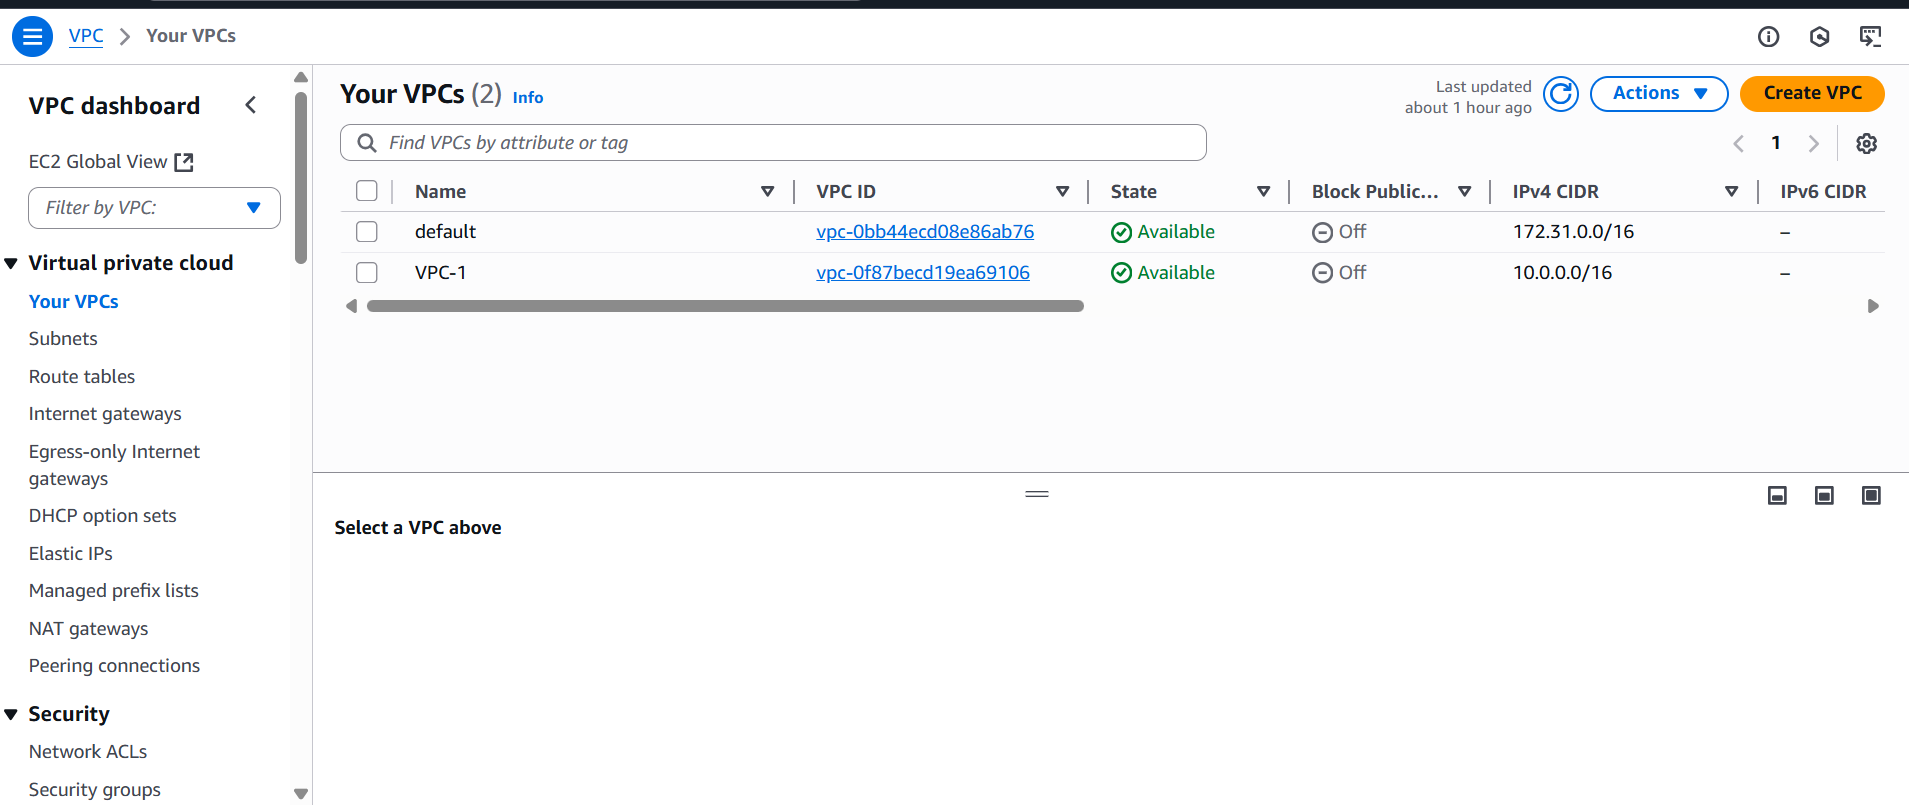 VPC > Your VPCs
VPC dashboard
EC2 Global View
Filter by VPC:
Virtual private cloud
Your VPCs
Subnets
Route tables
Internet gateways
Egress-only Internet
gateways
DHCP option sets
Elastic IPs
Managed prefix lists
NAT gateways
Peering connections
Security
Network ACLs
Security groups
Your VPCs (2) Info
Last updated
about 1 hour ago
Actions
Create VPC
Find VPCs by attribute or tag
1
Name VPC ID State Block Public... IPv4 CIDR IPv6 CIDR
default vpc-0bb44ecd08e86ab76 Available Off 172.31.0.0/16 –
VPC-1 vpc-0f87becd19ea69106 Available Off 10.0.0.0/16 –
Select a VPC above